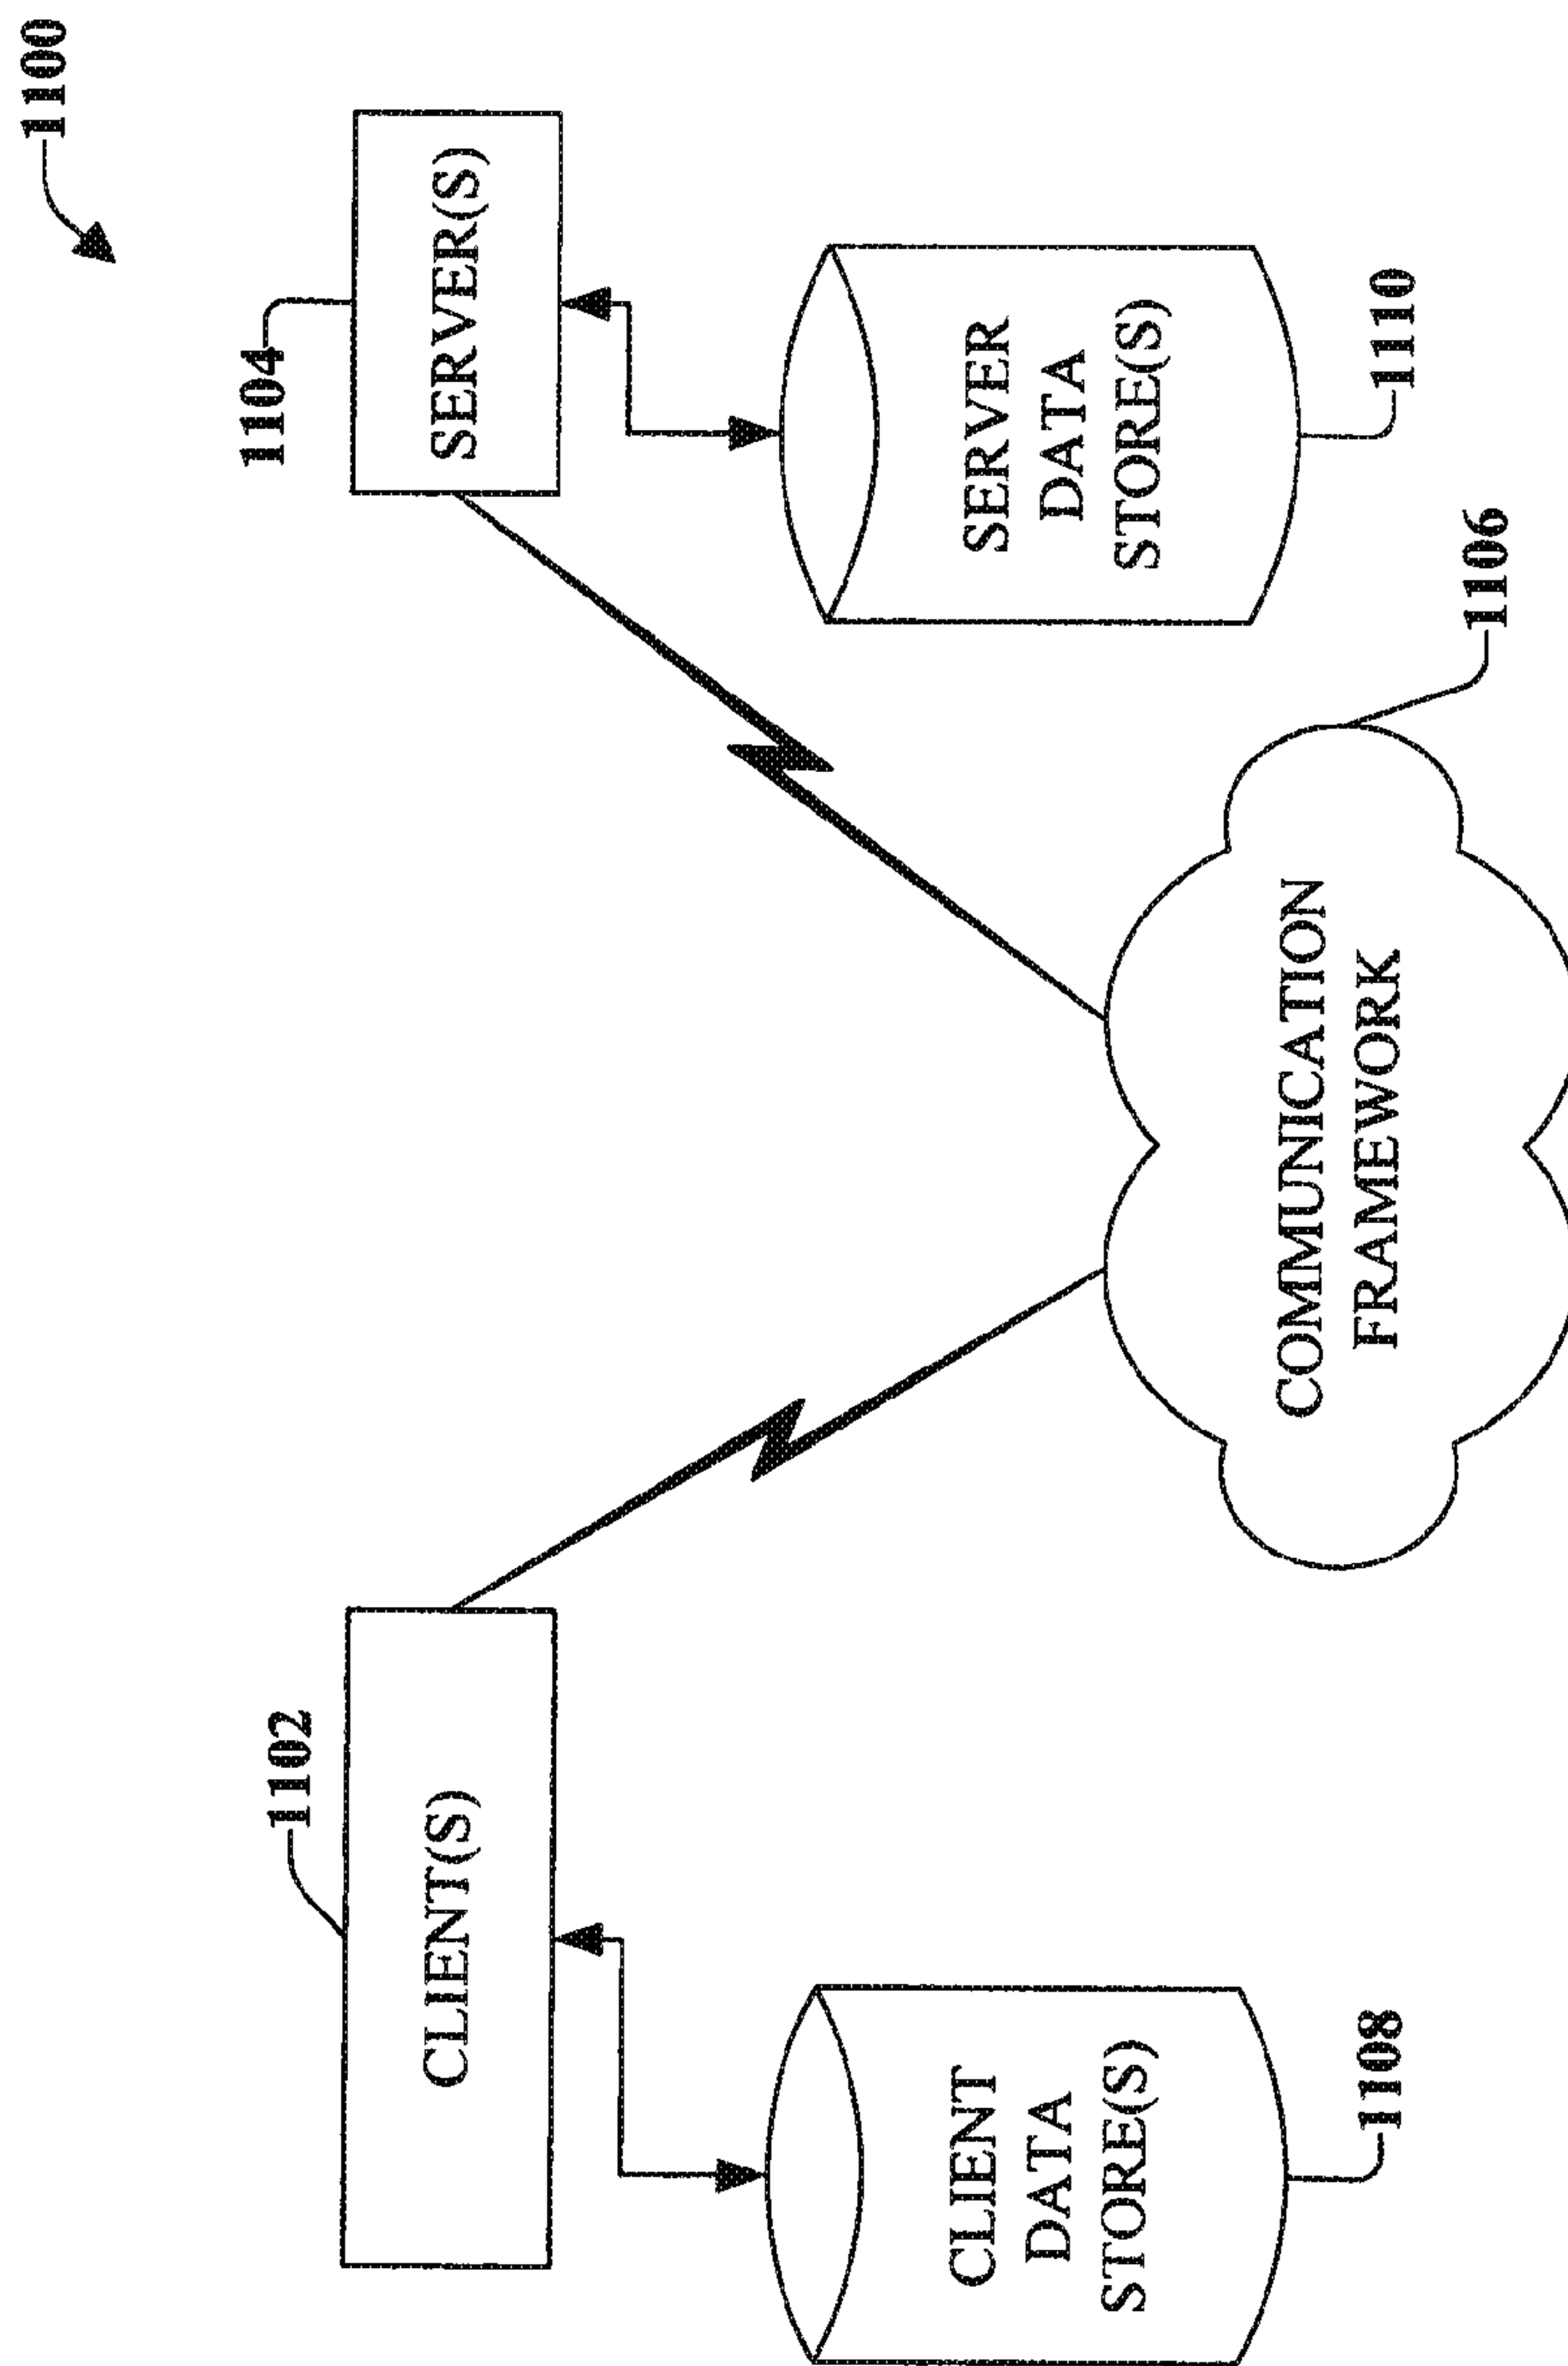 1100
1102
CLIENT(S)
1104
SERVER(S)
CLIENT
DATA
STORE(S)
1108
SERVER
DATA
STORE(S)
1110
COMMUNICATION
FRAMEWORK
1106